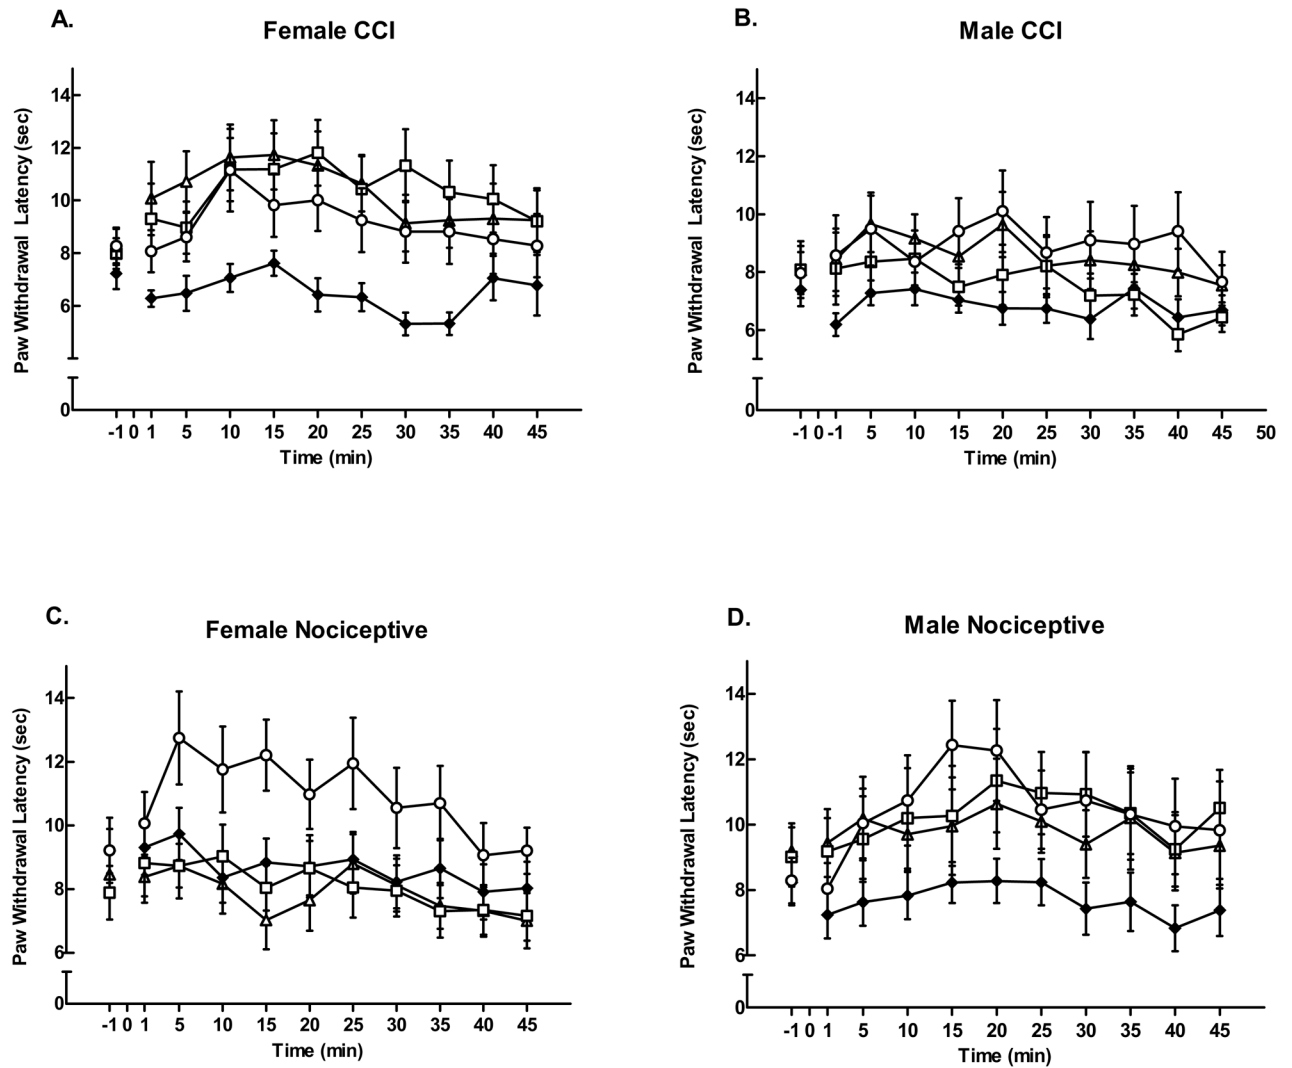 A.
Female CCI
Paw Withdrawal Latency (sec)
14
12
10
8
6
0
-1 0 1 5 10 15 20 25 30 35 40 45
Time (min)
B.
Male CCI
Paw Withdrawal Latency (sec)
14
12
10
8
6
0
-1 0 -1 5 10 15 20 25 30 35 40 45 50
Time (min)
C.
Female Nociceptive
Paw Withdrawal Latency (sec)
14
12
10
8
6
0
-1 0 1 5 10 15 20 25 30 35 40 45
Time (min)
D.
Male Nociceptive
Paw Withdrawal Latency (sec)
14
12
10
8
6
0
-1 0 1 5 10 15 20 25 30 35 40 45
Time (min)